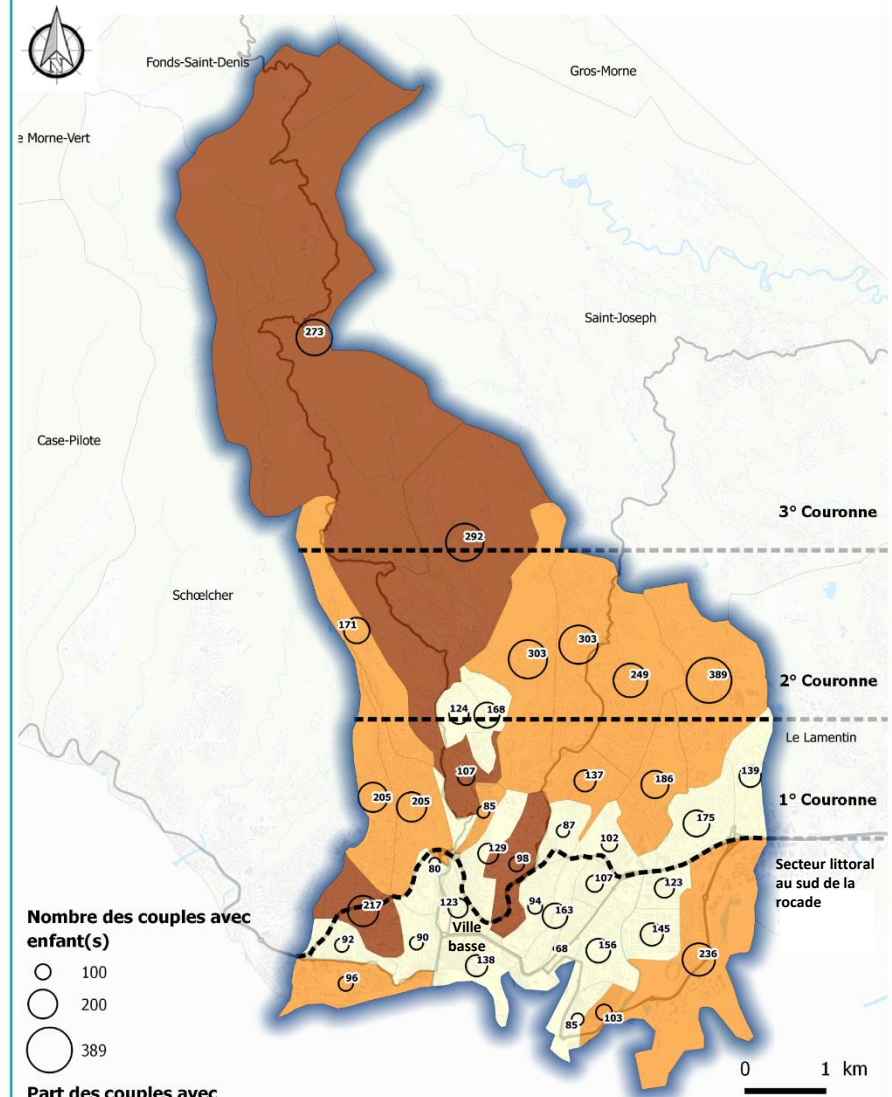 N
Fonds-Saint-Denis
Gros-Morne
e Morne-Vert
Saint-Joseph
273
Case-Pilote
3° Couronne
292
Schœlcher
171
303
303
249
389
2° Couronne
124
168
Le Lamentin
107
137
186
139
1° Couronne
205
205
85
175
87
102
129
98
80
Secteur littoral
au sud de la
rocade
107
123
217
123
94
163
Ville
basse
92
90
145
68
156
138
236
96
85
103
Nombre des couples avec
enfant(s)
100
200
389
0 1 km
Part des couples avec